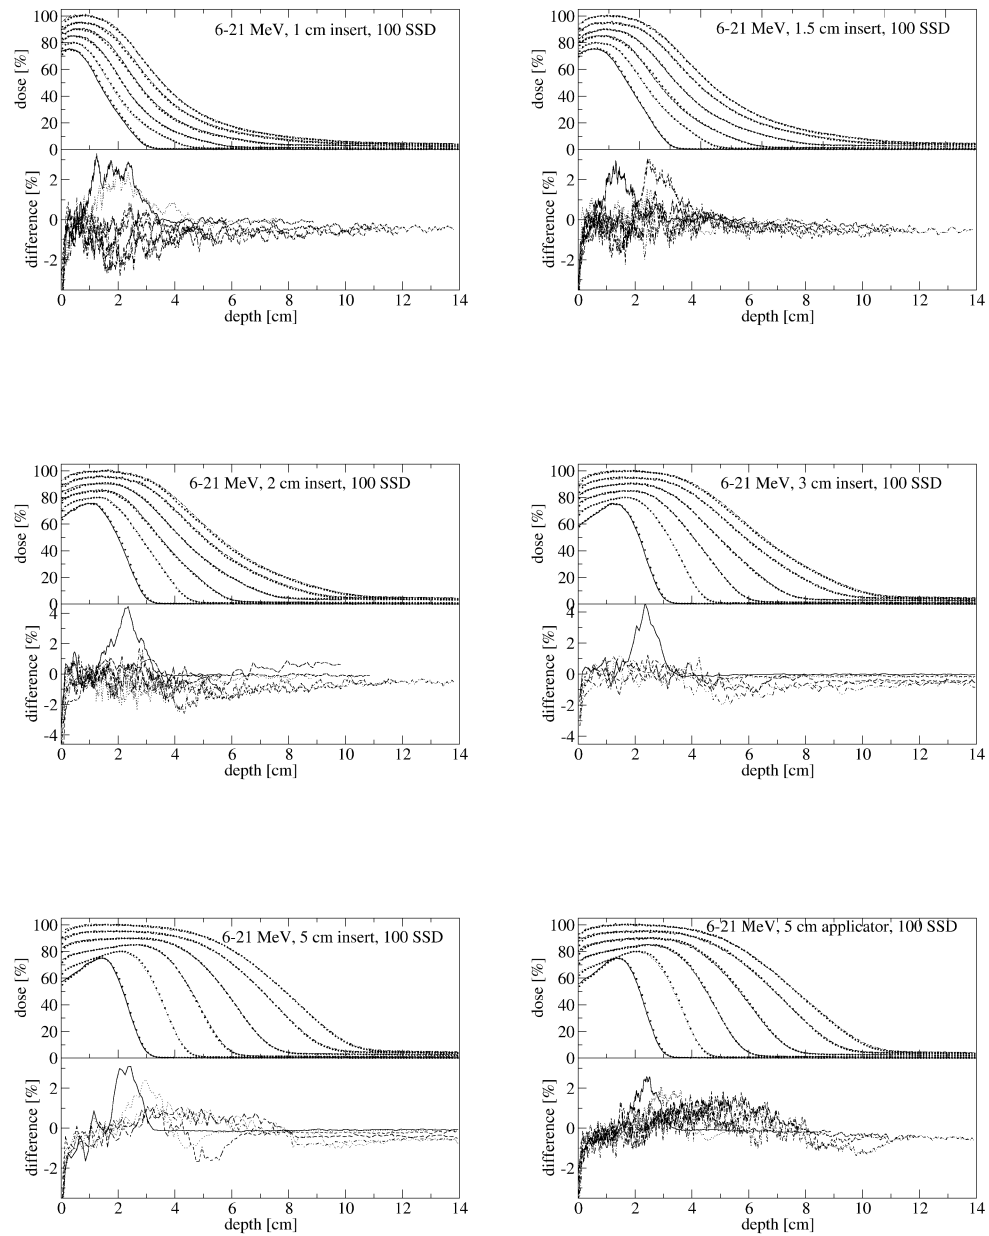 100
80
60
40
20
0
dose [%]
6-21 MeV, 1 cm insert, 100 SSD
2
0
-2
difference [%]
0 2 4 6 8 10 12 14
depth [cm]
100
80
60
40
20
0
dose [%]
6-21 MeV, 1.5 cm insert, 100 SSD
2
0
-2
difference [%]
0 2 4 6 8 10 12 14
depth [cm]
100
80
60
40
20
0
dose [%]
6-21 MeV, 2 cm insert, 100 SSD
4
2
0
-2
-4
difference [%]
0 2 4 6 8 10 12 14
depth [cm]
100
80
60
40
20
0
dose [%]
6-21 MeV, 3 cm insert, 100 SSD
4
2
0
-2
-4
difference [%]
0 2 4 6 8 10 12 14
depth [cm]
100
80
60
40
20
0
dose [%]
6-21 MeV, 5 cm insert, 100 SSD
2
0
-2
difference [%]
0 2 4 6 8 10 12 14
depth [cm]
100
80
60
40
20
0
dose [%]
6-21 MeV, 5 cm applicator, 100 SSD
2
0
-2
difference [%]
0 2 4 6 8 10 12 14
depth [cm]